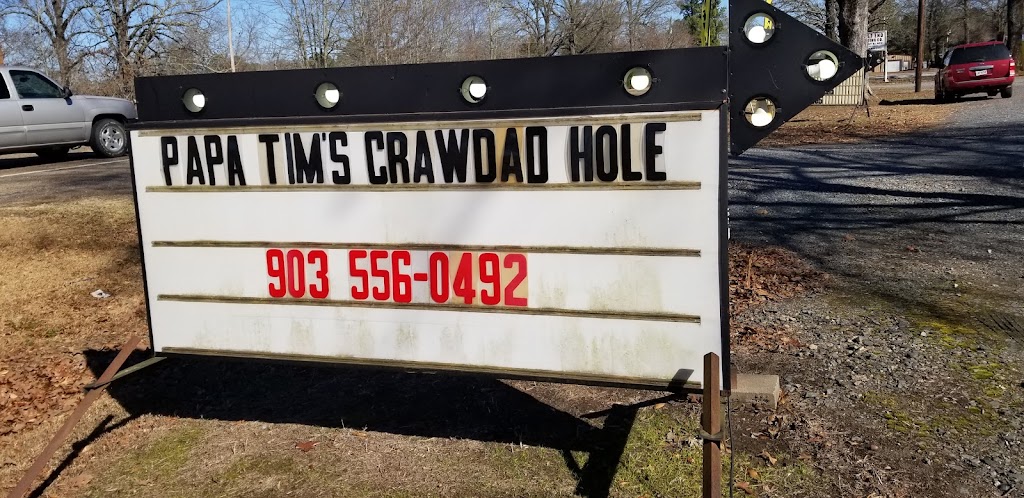 PAPA TIM'S CRAWDAD HOLE
903 556-0492